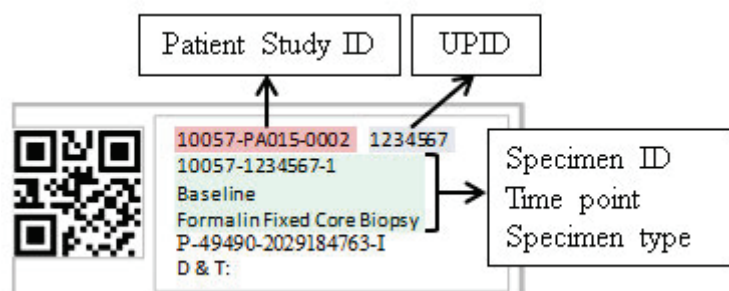 Patient Study ID
UPID
10057-PA015-0002 1234567
10057-1234567-1
Baseline
Formalin Fixed Core Biopsy
P-49490-2029184763-I
D & T:
Specimen ID
Time point
Specimen type